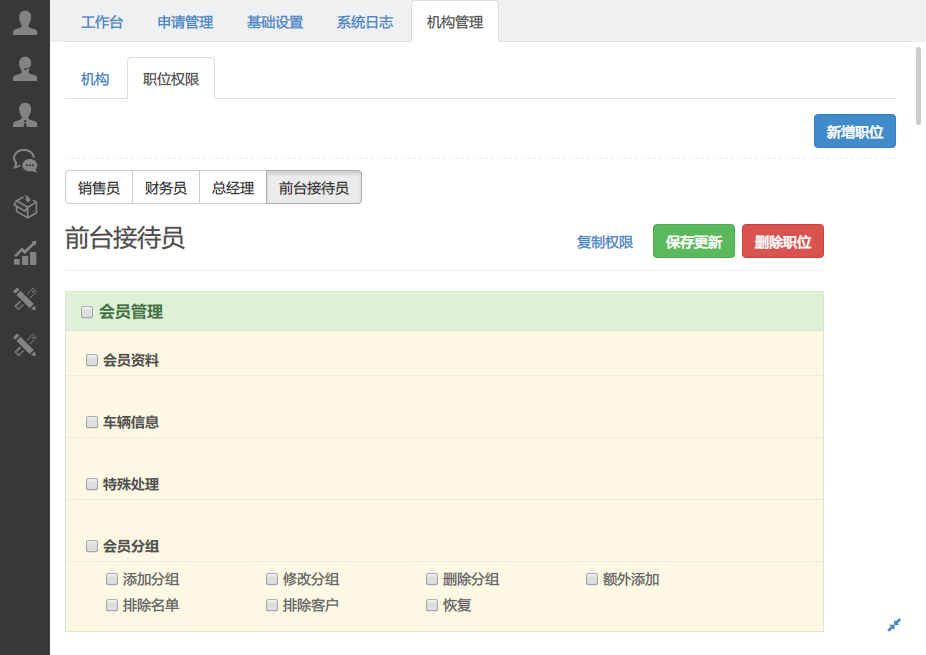 工作台 申请管理 基础设置 系统日志 机构管理
机构 职位权限
新增职位
销售员 财务员 总经理 前台接待员
前台接待员 复制权限 保存更新 删除职位
会员管理
会员资料
车辆信息
特殊处理
会员分组
添加分组 修改分组 删除分组 额外添加
排除名单 排除客户 恢复